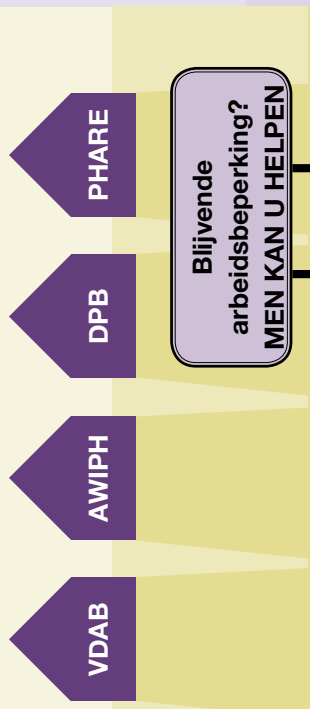 VDAB
AWIPH
DPB
PHARE
Blijvende
arbeidsbeperking?
MEN KAN U HELPEN